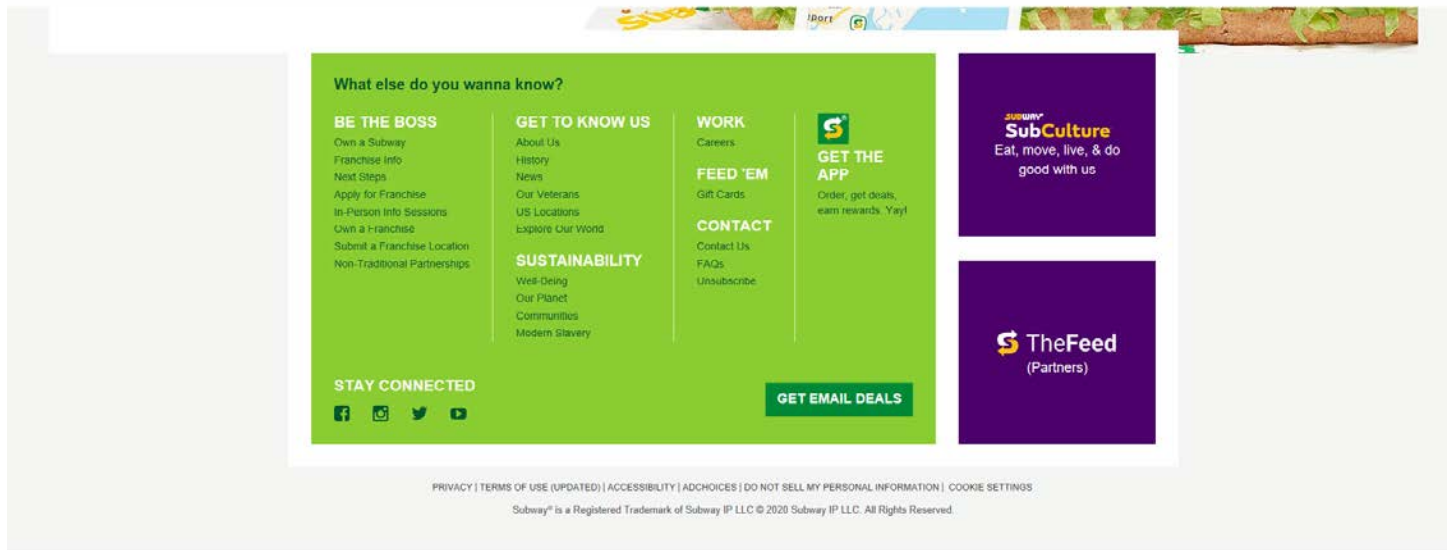 port
What else do you wanna know?
BE THE BOSS
Own a Subway
Franchise Info
Next Steps
Apply for Franchise
In-Person Info Sessions
Own a Franchise
Submit a Franchise Location
Non-Traditional Partnerships
GET TO KNOW US
About Us
History
News
Our Veterans
US Locations
Explore Our World
SUSTAINABILITY
Well-Being
Our Planet
Communities
Modern Slavery
WORK
Careers
FEED 'EM
Gift Cards
CONTACT
Contact Us
FAQs
Unsubscribe
GET THE
APP
Order, get deals,
earn rewards. Yay!
STAY CONNECTED
GET EMAIL DEALS
SUBWAY
SubCulture
Eat, move, live, & do
good with us
TheFeed
(Partners)
PRIVACY | TERMS OF USE (UPDATED) | ACCESSIBILITY | ADCHOICES | DO NOT SELL MY PERSONAL INFORMATION | COOKIE SETTINGS
Subway® is a Registered Trademark of Subway IP LLC © 2020 Subway IP LLC. All Rights Reserved.